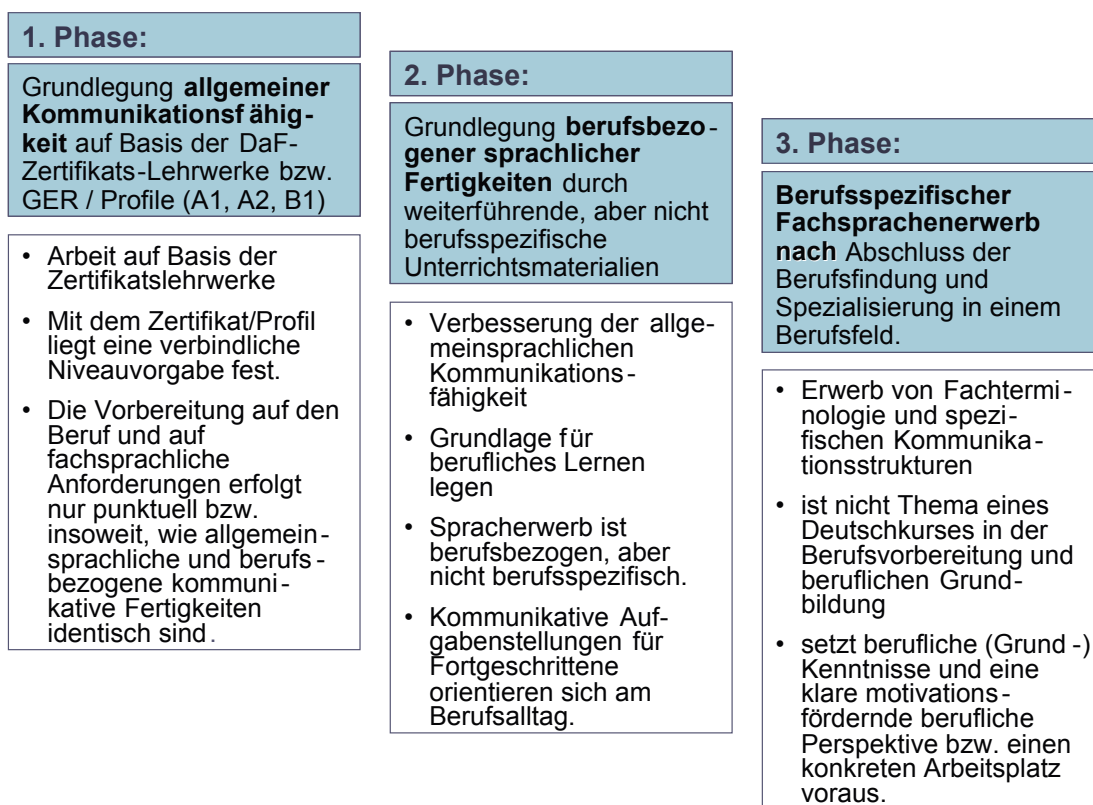 1. Phase:
Grundlegung allgemeiner
Kommunikationsf ähig-
keit auf Basis der DaF-
Zertifikats-Lehrwerke bzw.
GER / Profile (A1, A2, B1)
• Arbeit auf Basis der
Zertifikatslehrwerke
• Mit dem Zertifikat/Profil
liegt eine verbindliche
Niveauvorgabe fest.
• Die Vorbereitung auf den
Beruf und auf
fachsprachliche
Anforderungen erfolgt
nur punktuell bzw.
insoweit, wie allgemein-
sprachliche und berufs-
bezogene kommuni-
kative Fertigkeiten
identisch sind.
2. Phase:
Grundlegung berufsbezo-
gener sprachlicher
Fertigkeiten durch
weiterführende, aber nicht
berufsspezifische
Unterrichtsmaterialien
• Verbesserung der allge-
meinsprachlichen
Kommunikations-
fähigkeit
• Grundlage für
berufliches Lernen
legen
• Spracherwerb ist
berufsbezogen, aber
nicht berufsspezifisch.
• Kommunikative Auf-
gabenstellungen für
Fortgeschrittene
orientieren sich am
Berufsalltag.
3. Phase:
Berufsspezifischer
Fachsprachenerwerb
nach Abschluss der
Berufsfindung und
Spezialisierung in einem
Berufsfeld.
• Erwerb von Fachtermi-
nologie und spezi-
fischen Kommunika-
tionsstrukturen
• ist nicht Thema eines
Deutschkurses in der
Berufsvorbereitung und
beruflichen Grund-
bildung
• setzt berufliche (Grund -)
Kenntnisse und eine
klare motivations-
fördernde berufliche
Perspektive bzw. einen
konkreten Arbeitsplatz
voraus.